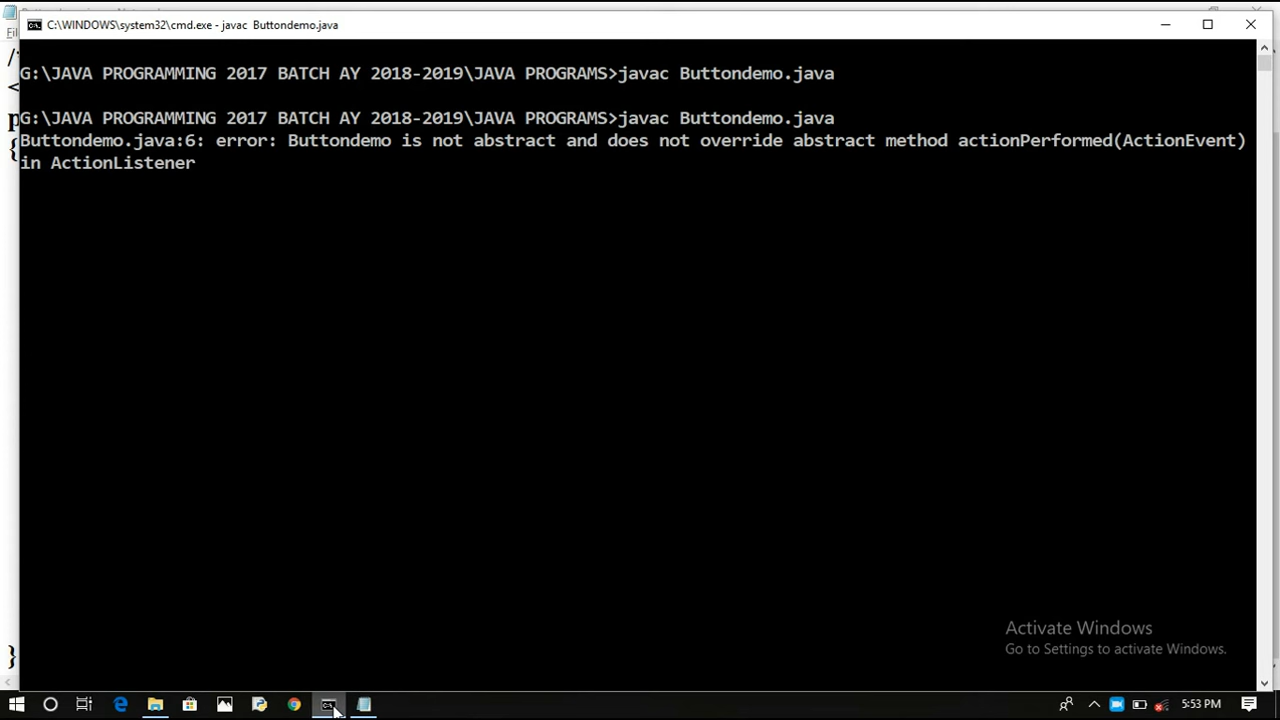 C:\WINDOWS\system32\cmd.exe - javac Buttondemo.java
G:\JAVA PROGRAMMING 2017 BATCH AY 2018-2019\JAVA PROGRAMS>javac Buttondemo.java
G:\JAVA PROGRAMMING 2017 BATCH AY 2018-2019\JAVA PROGRAMS>javac Buttondemo.java
Buttondemo.java:6: error: Buttondemo is not abstract and does not override abstract method actionPerformed(ActionEvent)
in ActionListener
Activate Windows
Go to Settings to activate Windows.
5:53 PM